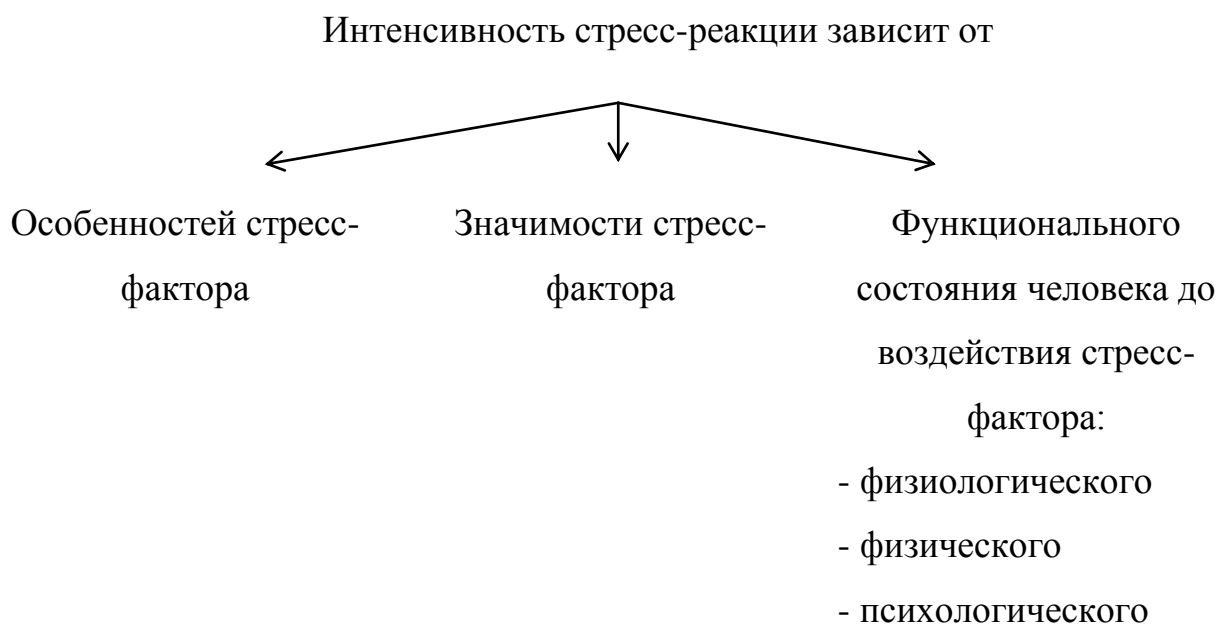 Интенсивность стресс-реакции зависит от
Особенностей стресс-
фактора
Значимости стресс-
фактора
Функционального
состояния человека до
воздействия стресс-
фактора:
- физиологического
- физического
- психологического